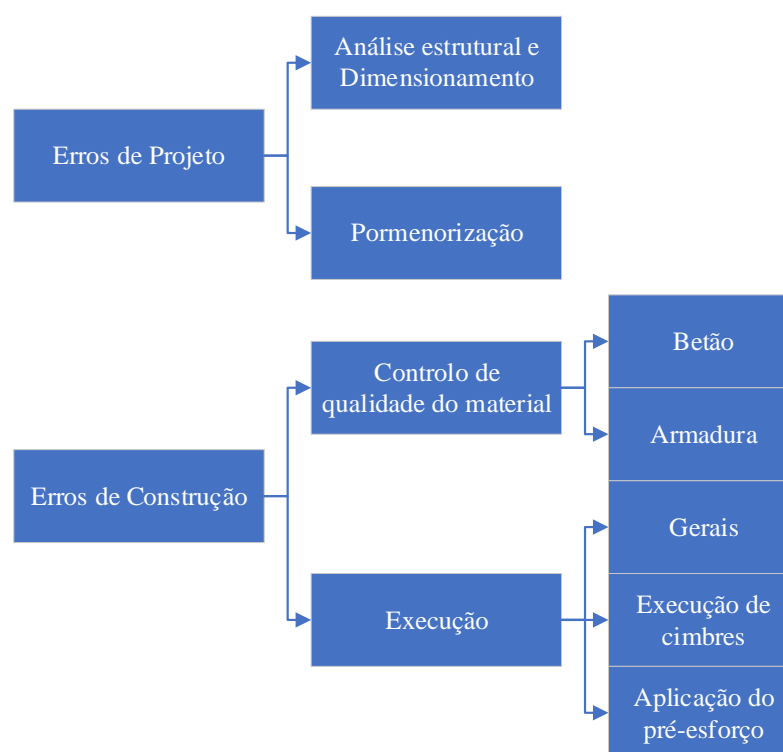 Análise estrutural e
Dimensionamento
Erros de Projeto
Pormenorização
Betão
Controlo de
qualidade do material
Armadura
Erros de Construção
Gerais
Execução
Execução de
cimbres
Aplicação do
pré-esforço